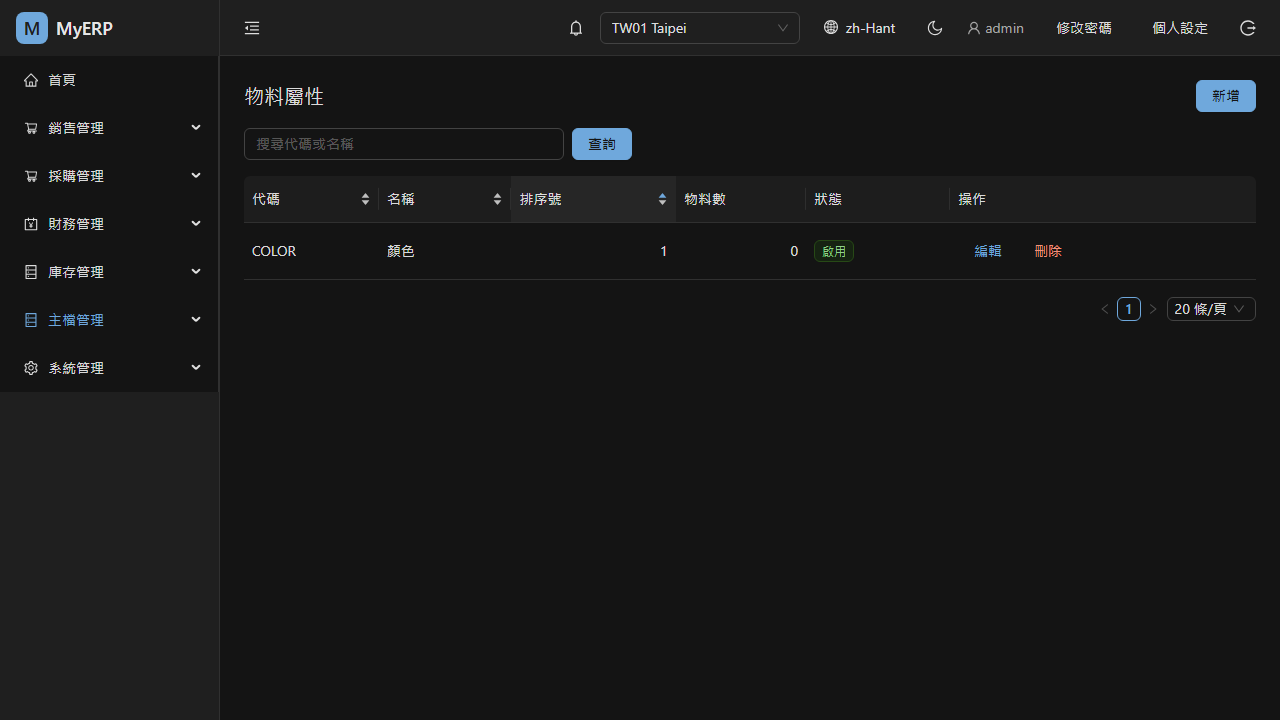 M MyERP
TW01 Taipei
zh-Hant
admin
修改密碼
個人設定
首頁
銷售管理
採購管理
財務管理
庫存管理
主檔管理
系統管理
物料屬性
新增
搜尋代碼或名稱
查詢
代碼 名稱 排序號 物料數 狀態 操作
COLOR 顏色 1 0 啟用 編輯 刪除
1 20 條/頁